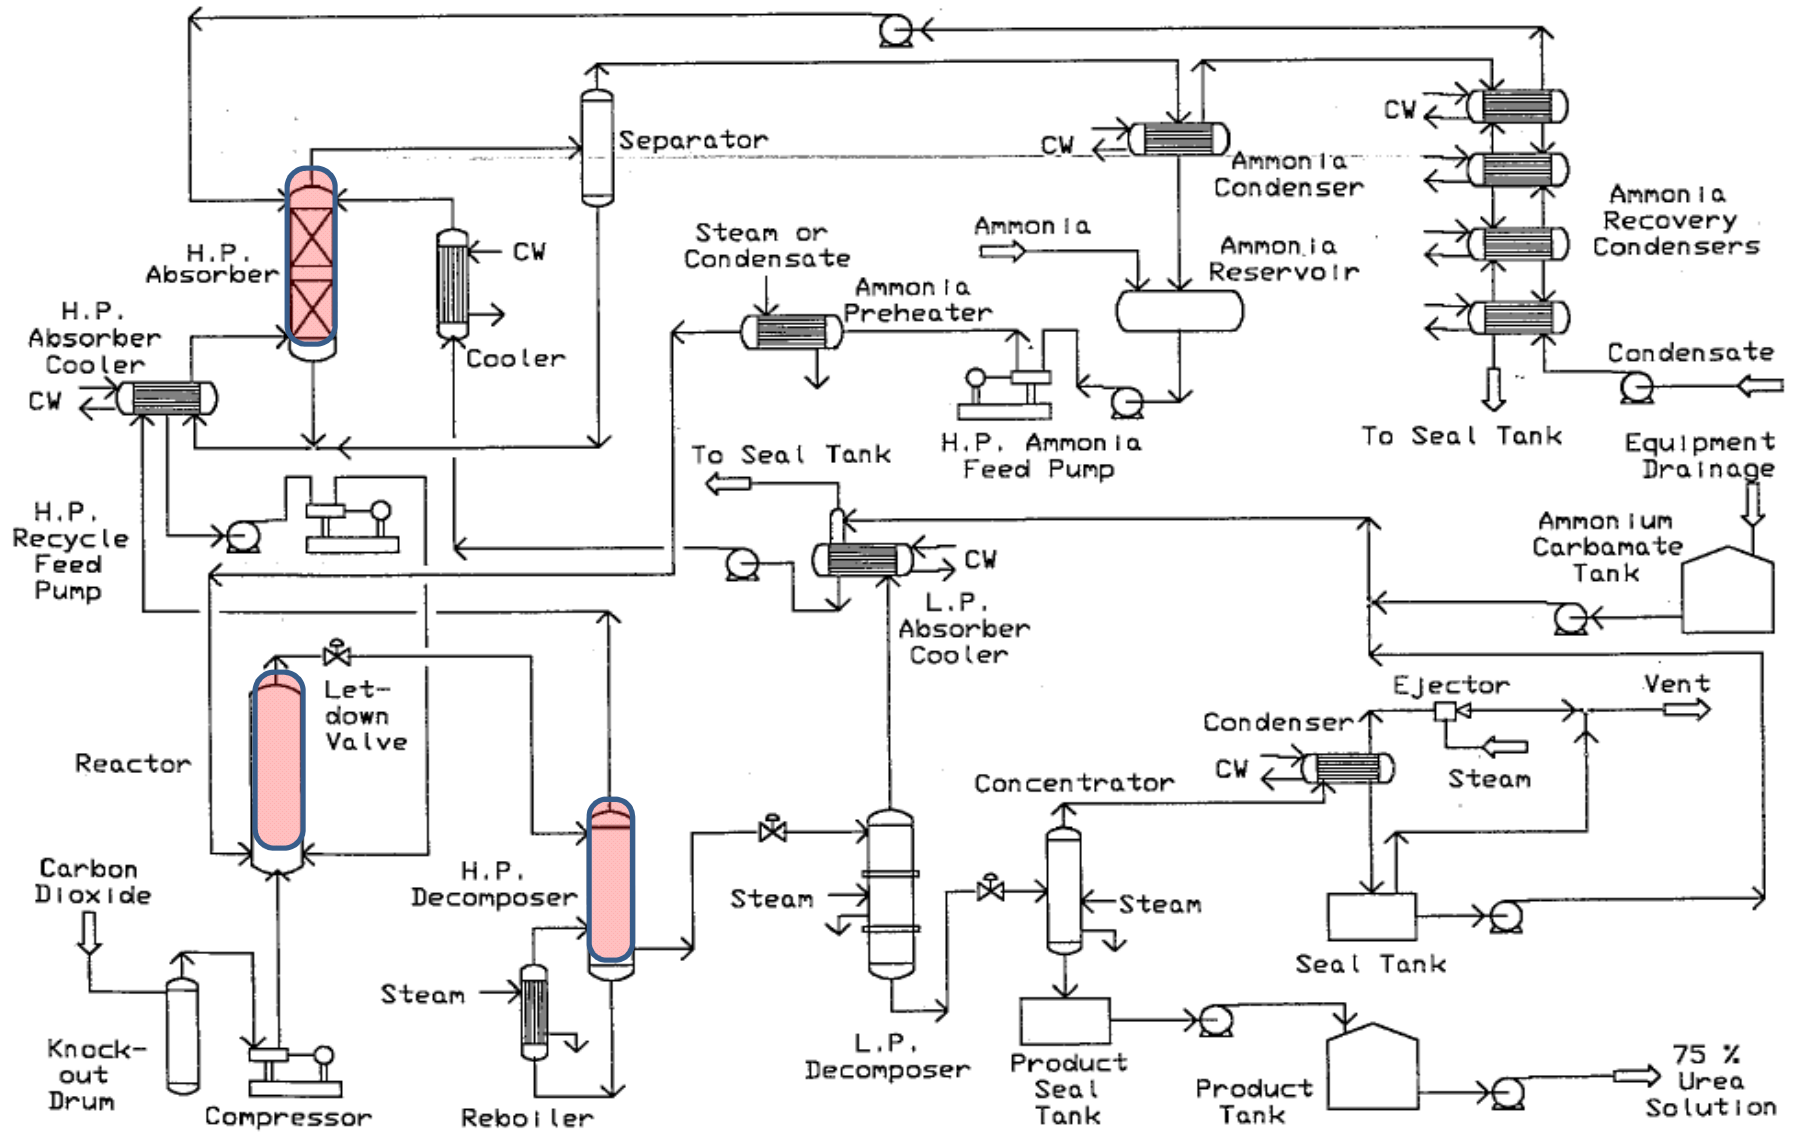 Separator
CW
CW
Ammonia
Condenser
Ammonia
Recovery
Condensers
H.P.
Absorber
CW
Steam or
Condensate
Ammonia
Ammonia
Reservoir
Ammonia
Preheater
H.P.
Absorber
Cooler
CW
Cooler
Condensate
To Seal Tank
H.P. Ammonia
Feed Pump
To Seal Tank
Equipment
Drainage
H.P.
Recycle
Feed
Pump
Ammonium
Carbamate
Tank
CW
L.P.
Absorber
Cooler
Let-
down
Valve
Reactor
Ejector
Vent
Condenser
CW
Steam
Concentrator
Carbon
Dioxide
H.P.
Decomposer
Steam
Steam
Seal Tank
Steam
Knock-
out
Drum
Compressor
Reboiler
L.P.
Decomposer
Product
Seal
Tank
Product
Tank
75 %
Urea
Solution